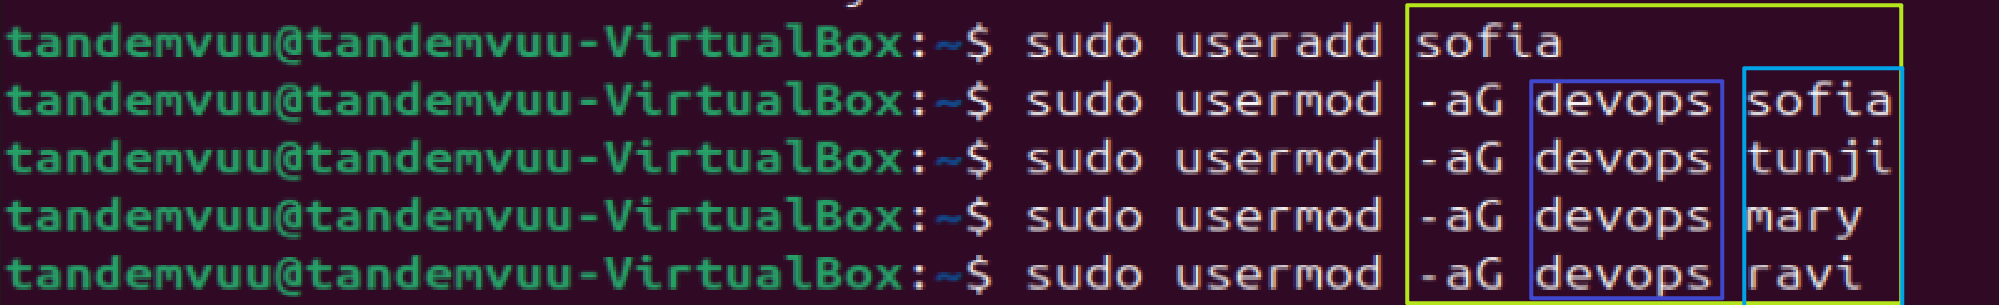 tandemvuu@tandemvuu-VirtualBox:~$ sudo useradd sofia
tandemvuu@tandemvuu-VirtualBox:~$ sudo usermod -aG devops sofia
tandemvuu@tandemvuu-VirtualBox:~$ sudo usermod -aG devops tunji
tandemvuu@tandemvuu-VirtualBox:~$ sudo usermod -aG devops mary
tandemvuu@tandemvuu-VirtualBox:~$ sudo usermod -aG devops ravi